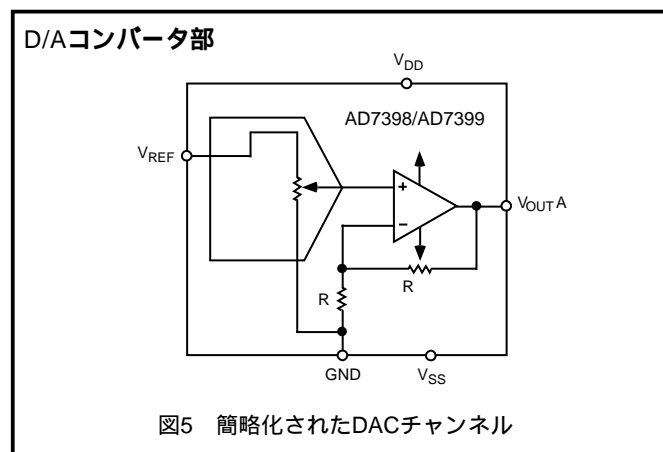 D/Aコンバータ部
VDD
AD7398/AD7399
VREF
+
VOUTA
−
R
R
GND
VSS
図5 簡略化されたDACチャンネル